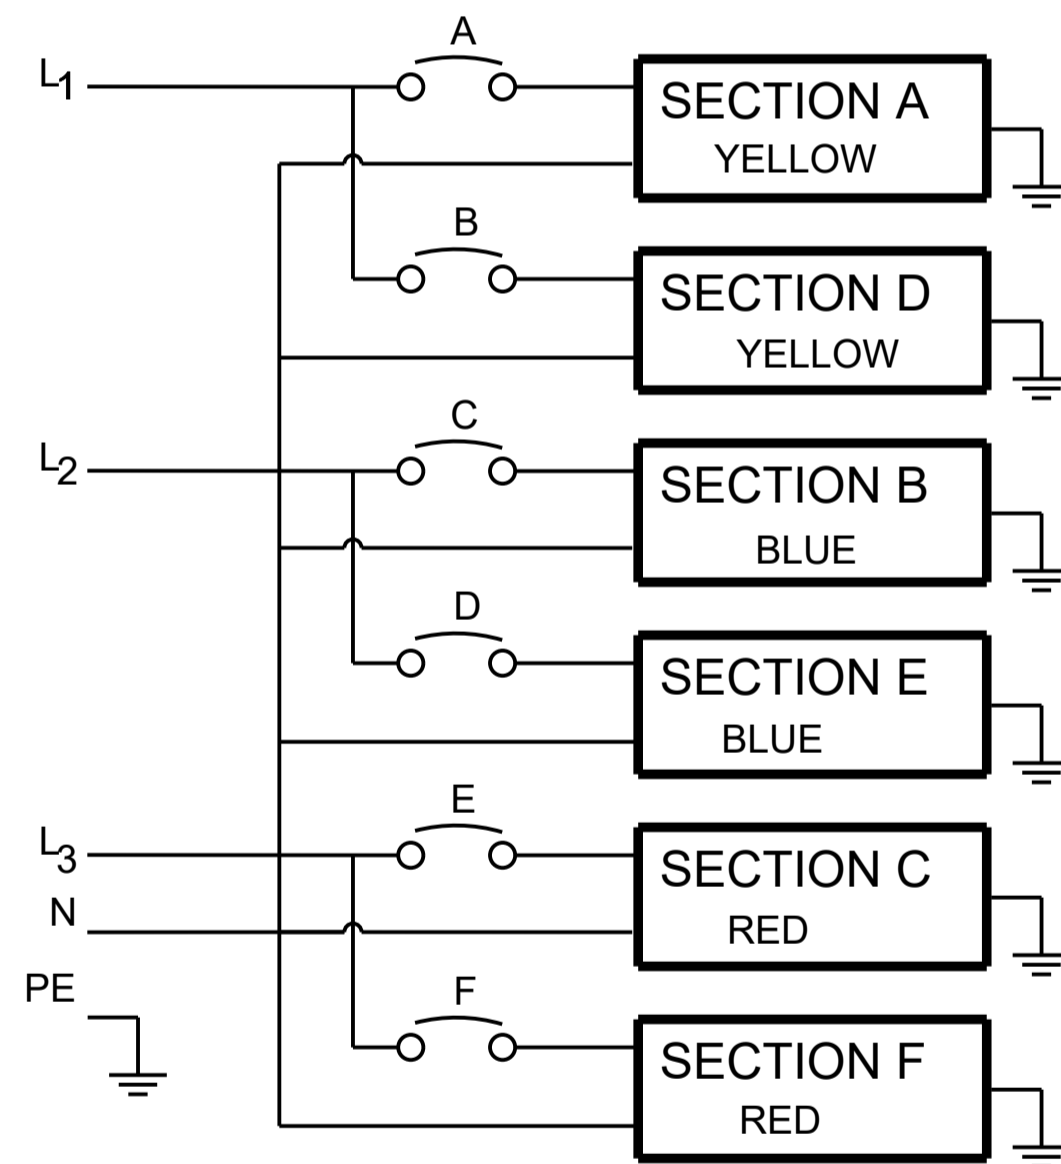 A
L1
SECTION A
YELLOW
B
SECTION D
YELLOW
C
L2
SECTION B
BLUE
D
SECTION E
BLUE
E
L3
SECTION C
N
RED
PE
F
SECTION F
RED